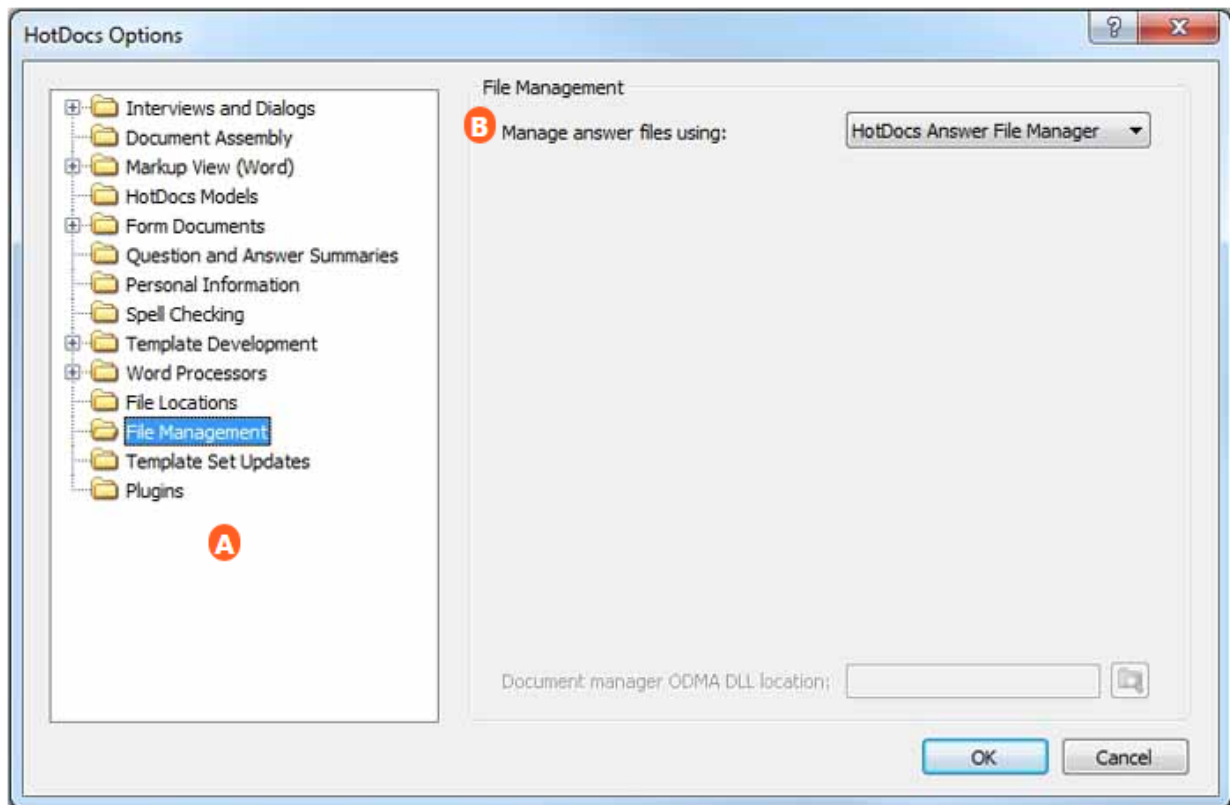 HotDocs Options
Interviews and Dialogs
Document Assembly
Markup View (Word)
HotDocs Models
Form Documents
Question and Answer Summaries
Personal Information
Spell Checking
Template Development
Word Processors
File Locations
File Management
Template Set Updates
Plugins
A
File Management
B Manage answer files using: HotDocs Answer File Manager
Document manager ODMA DLL location:
OK Cancel